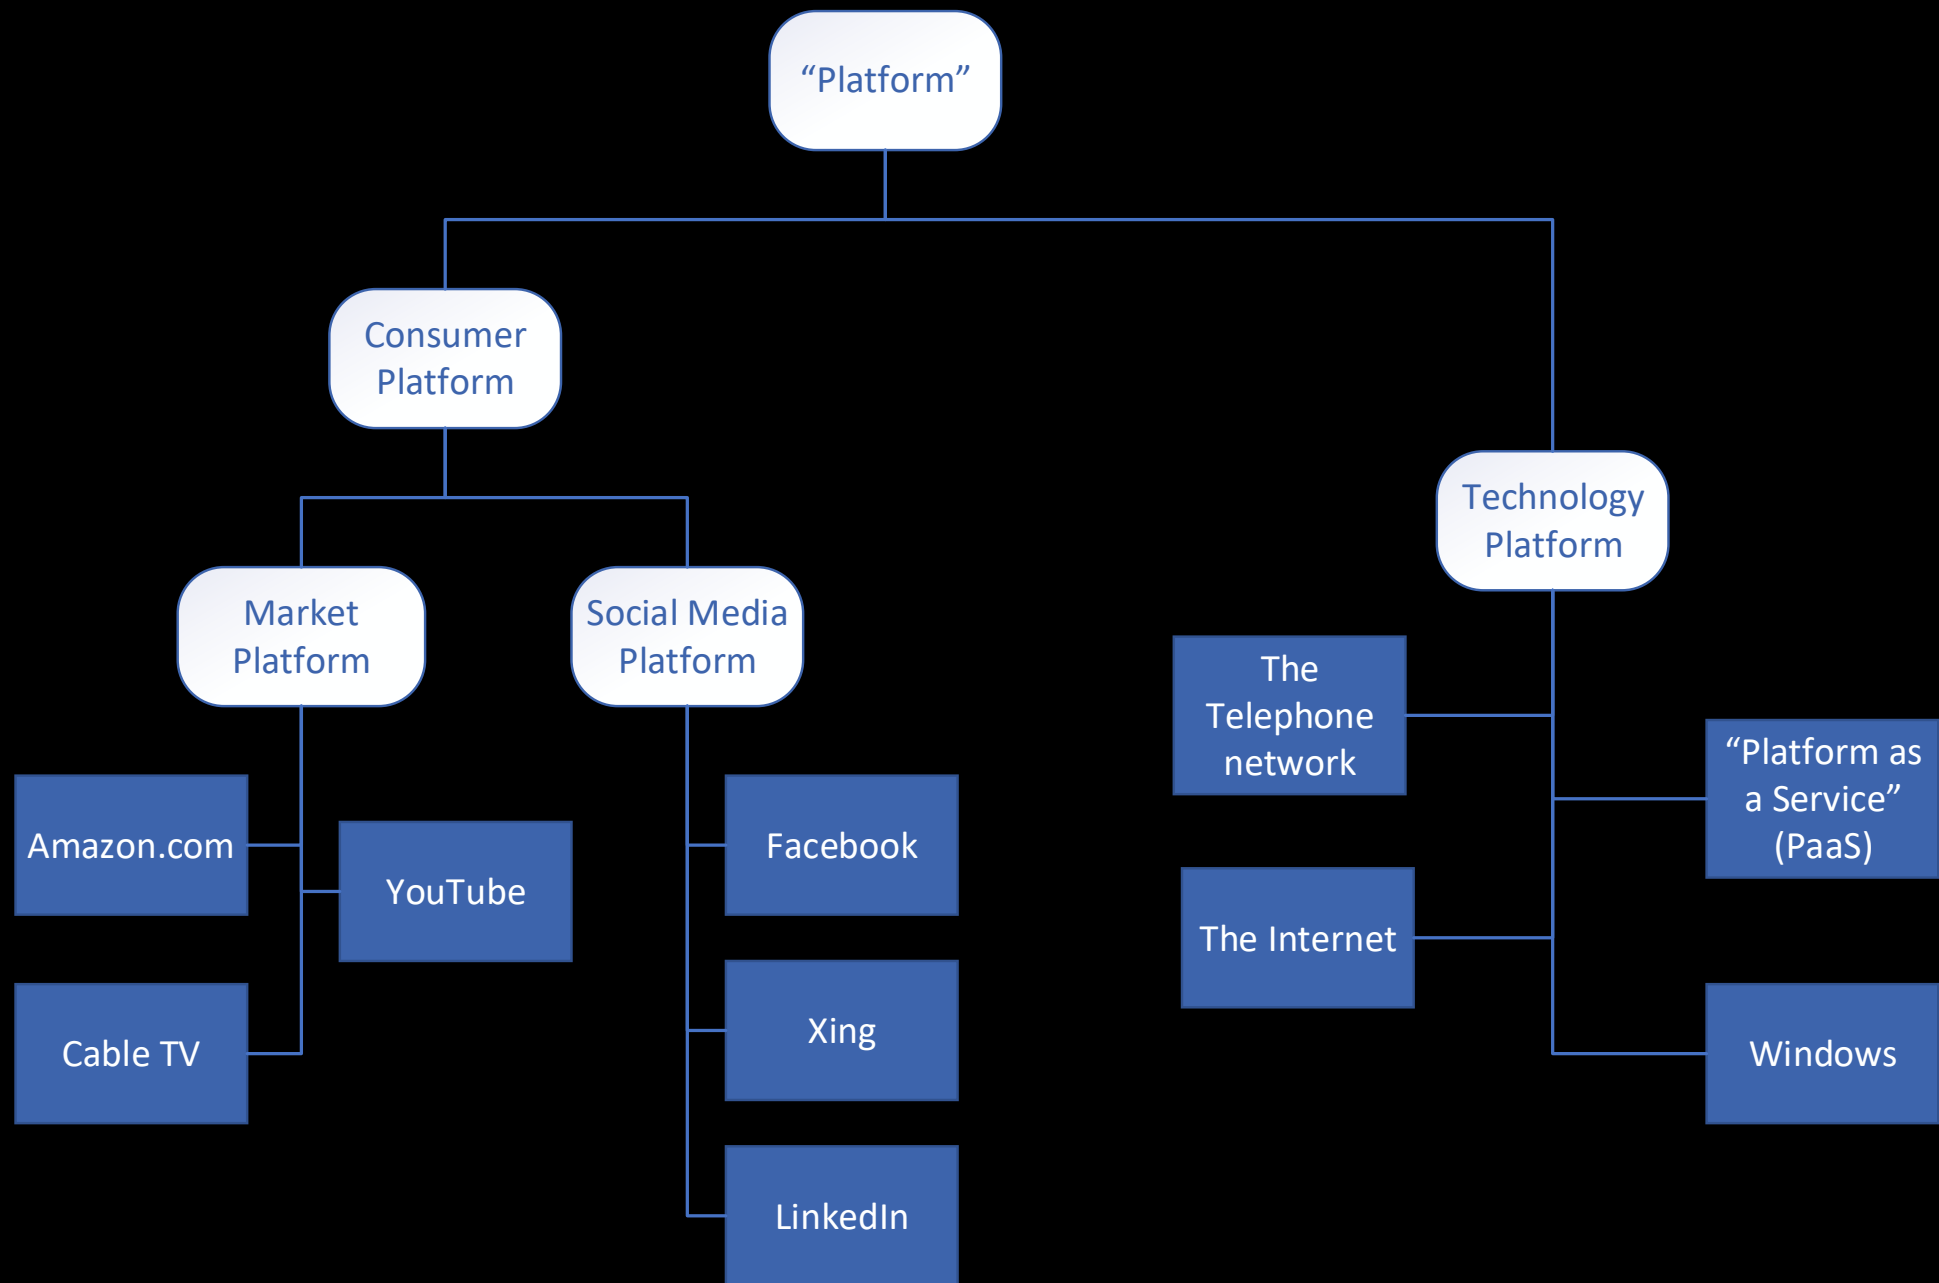 “Platform”
Consumer
Platform
Technology
Platform
Market
Platform
Social Media
Platform
The
Telephone
network
“Platform as
a Service”
(PaaS)
Amazon.com
YouTube
Facebook
The Internet
Cable TV
Xing
Windows
LinkedIn